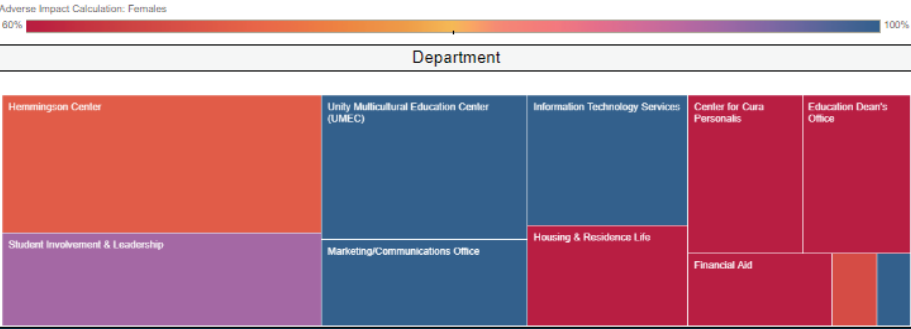 Adverse Impact Calculation: Females
60%
100%
Department
Hemmingson Center
Unity Multicultural Education Center
(UMEC)
Information Technology Services
Center for Cura
Personalis
Education Dean's
Office
Student Involvement & Leadership
Marketing/Communications Office
Housing & Residence Life
Financial Aid